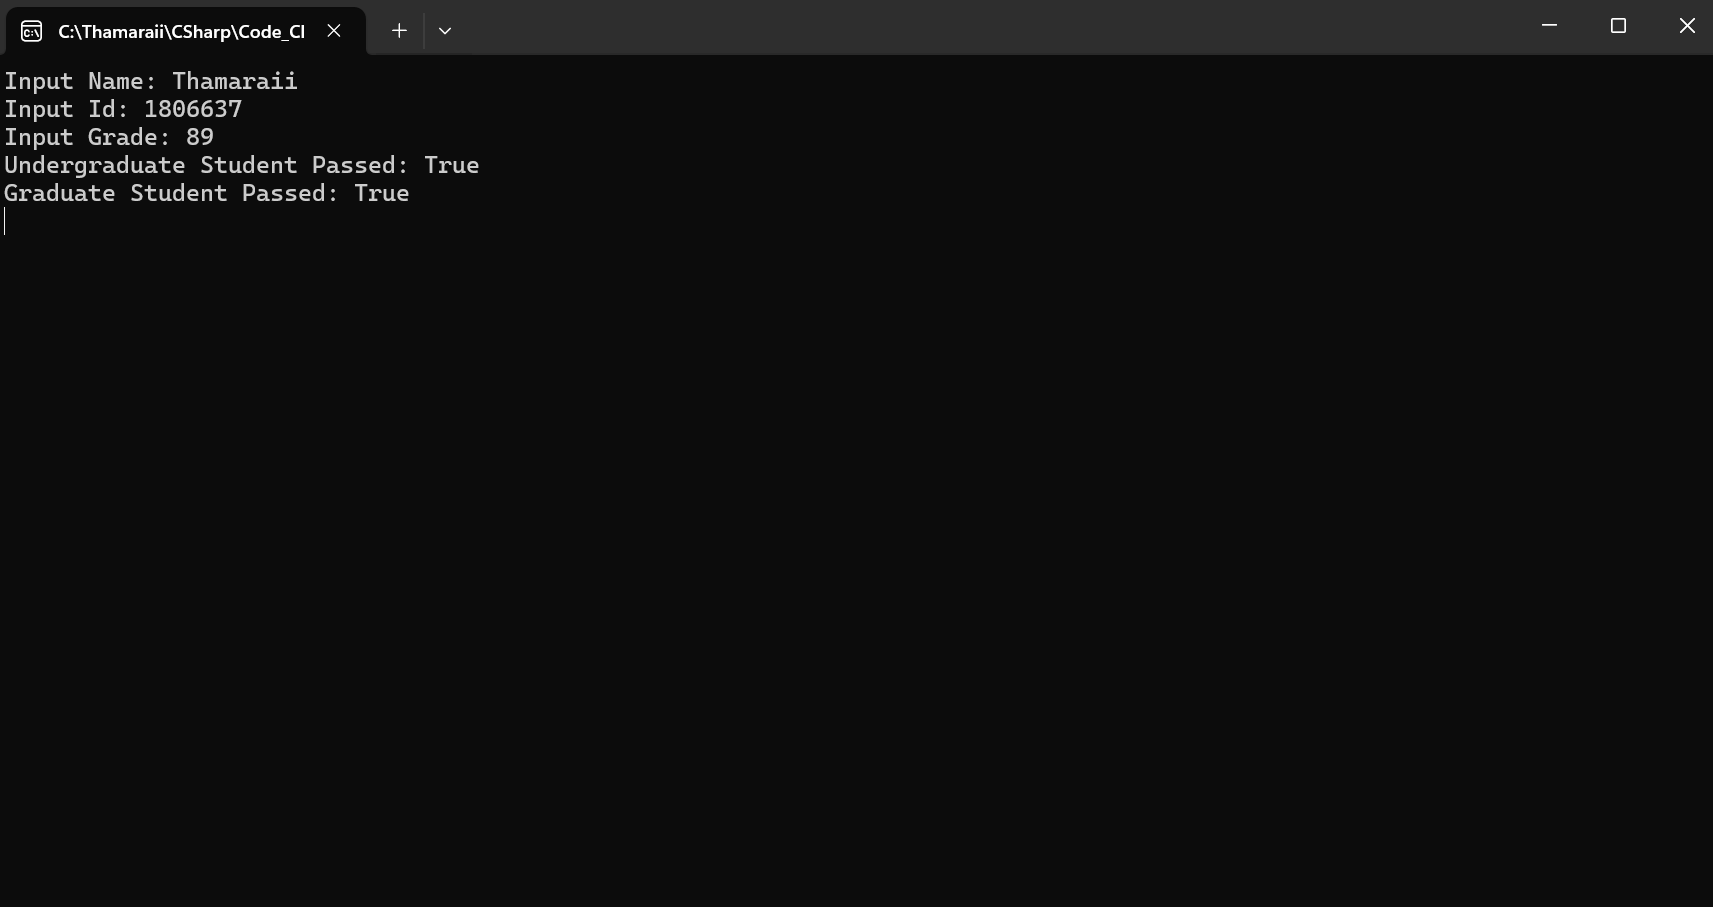 C:\Thamaraii\CSharp\Code_Cl
Input Name: Thamaraii
Input Id: 1806637
Input Grade: 89
Undergraduate Student Passed: True
Graduate Student Passed: True